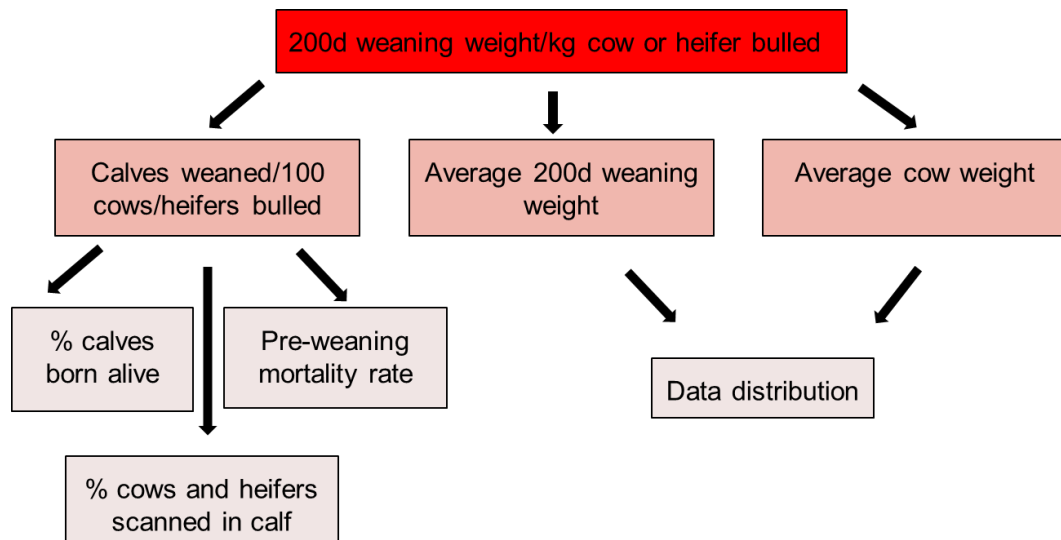 200d weaning weight/kg cow or heifer bulled
Calves weaned/100
cows/heifers bulled
Average 200d weaning
weight
Average cow weight
% calves
born alive
Pre-weaning
mortality rate
Data distribution
% cows and heifers
scanned in calf